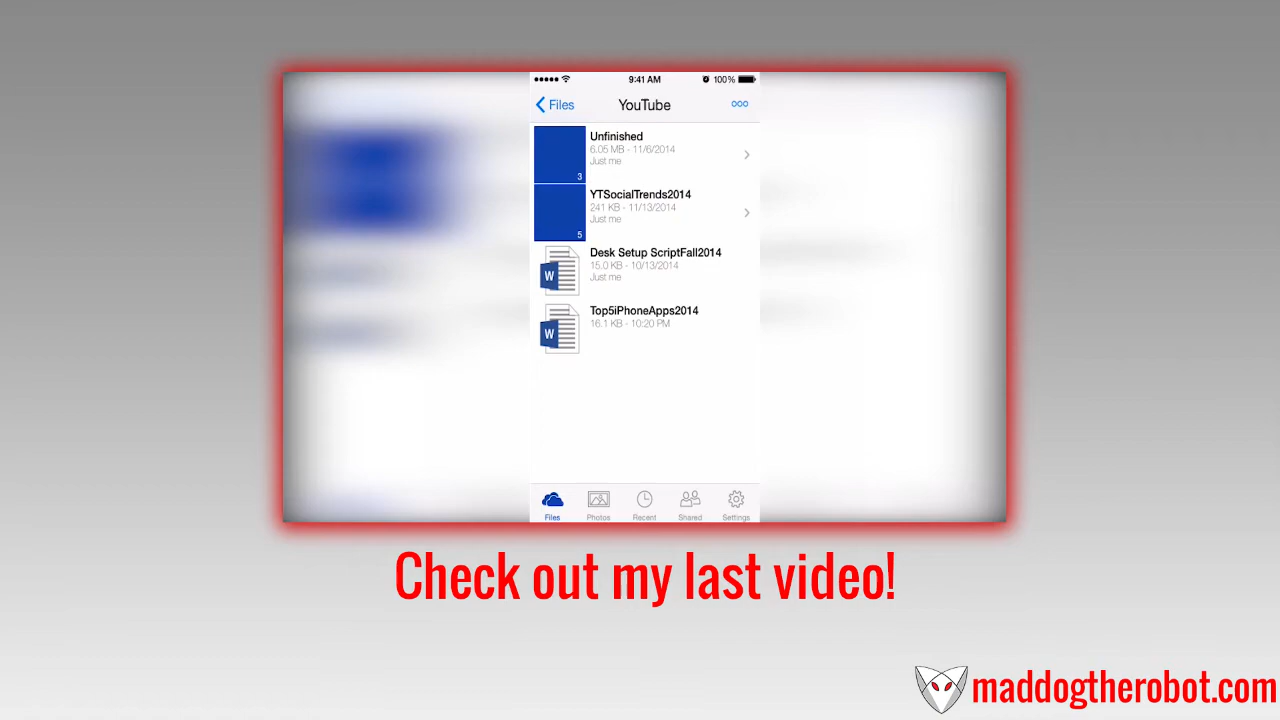 9:41 AM 100%
Files YouTube
Unfinished
6.05 MB - 11/6/2014
Just me
3
YTSocialTrends2014
241 KB - 11/13/2014
Just me
5
Desk Setup ScriptFall2014
15.0 KB - 10/13/2014
Just me
W
Top5iPhoneApps2014
16.1 KB - 10:20 PM
W
Files Photos Recent Shared Settings
Check out my last video!
maddogtherobot.com